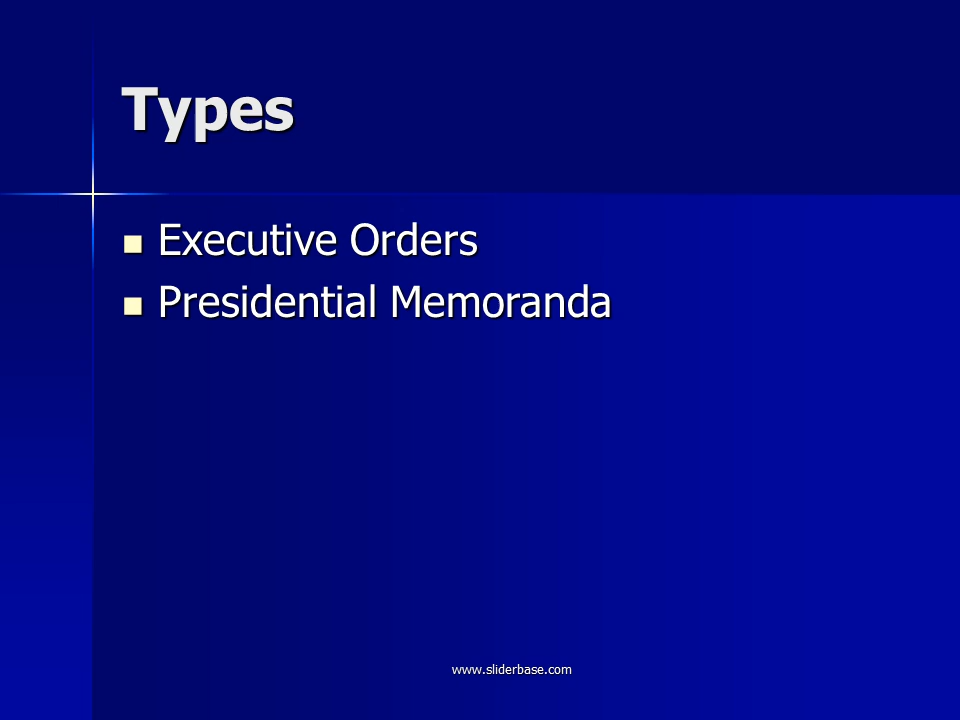 Types
Executive Orders
Presidential Memoranda
www.sliderbase.com